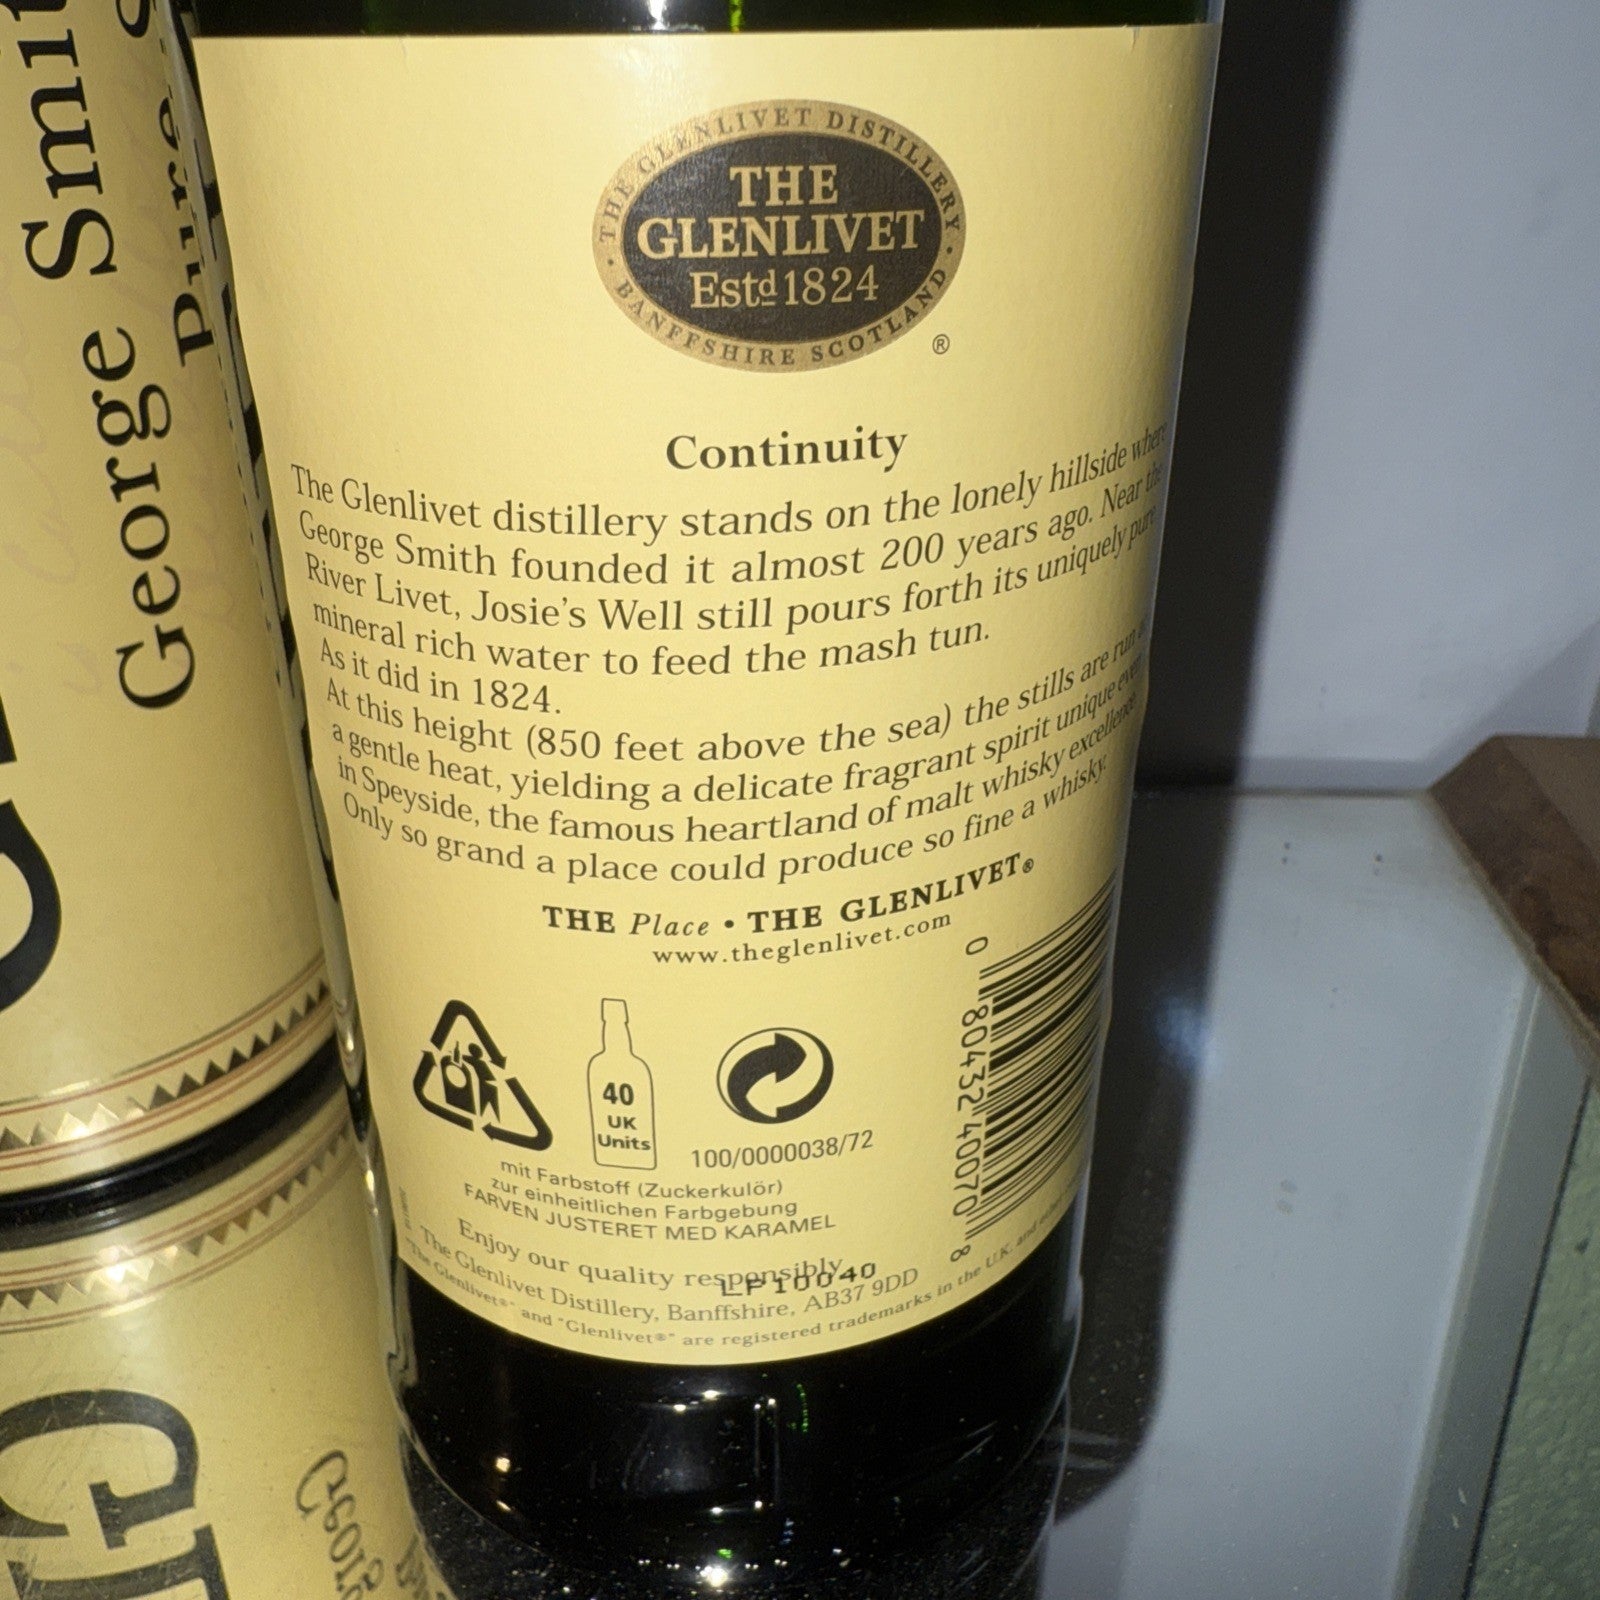 George Smit
Puré
THE GLENLIVET DISTILLERY
THE
GLENLIVET
Estd 1824
BANFFSHIRE SCOTLAND
®
Continuity
The Glenlivet distillery stands on the lonely hillside where
George Smith founded it almost 200 years ago. Near the
River Livet, Josie's Well still pours forth its uniquely pure
mineral rich water to feed the mash tun.
As it did in 1824.
At this height (850 feet above the sea) the stills are run
a gentle heat, yielding a delicate fragrant spirit unique even
in Speyside, the famous heartland of malt whisky excellence.
Only so grand a place could produce so fine a whisky.
THE Place • THE GLENLIVET®
www.theglenlivet.com
40
UK
Units
100/0000038/72
0 80432 40070 8
mit Farbstoff (Zuckerkulör)
zur einheitlichen Farbgebung
FARVEN JUSTERET MED KARAMEL
Enjoy our quality responsibly.
LP10040
The Glenlivet Distillery, Banffshire, AB37 9DD
"The Glenlivet®" and "Glenlivet®" are registered trademarks in the U.K. and
Georg